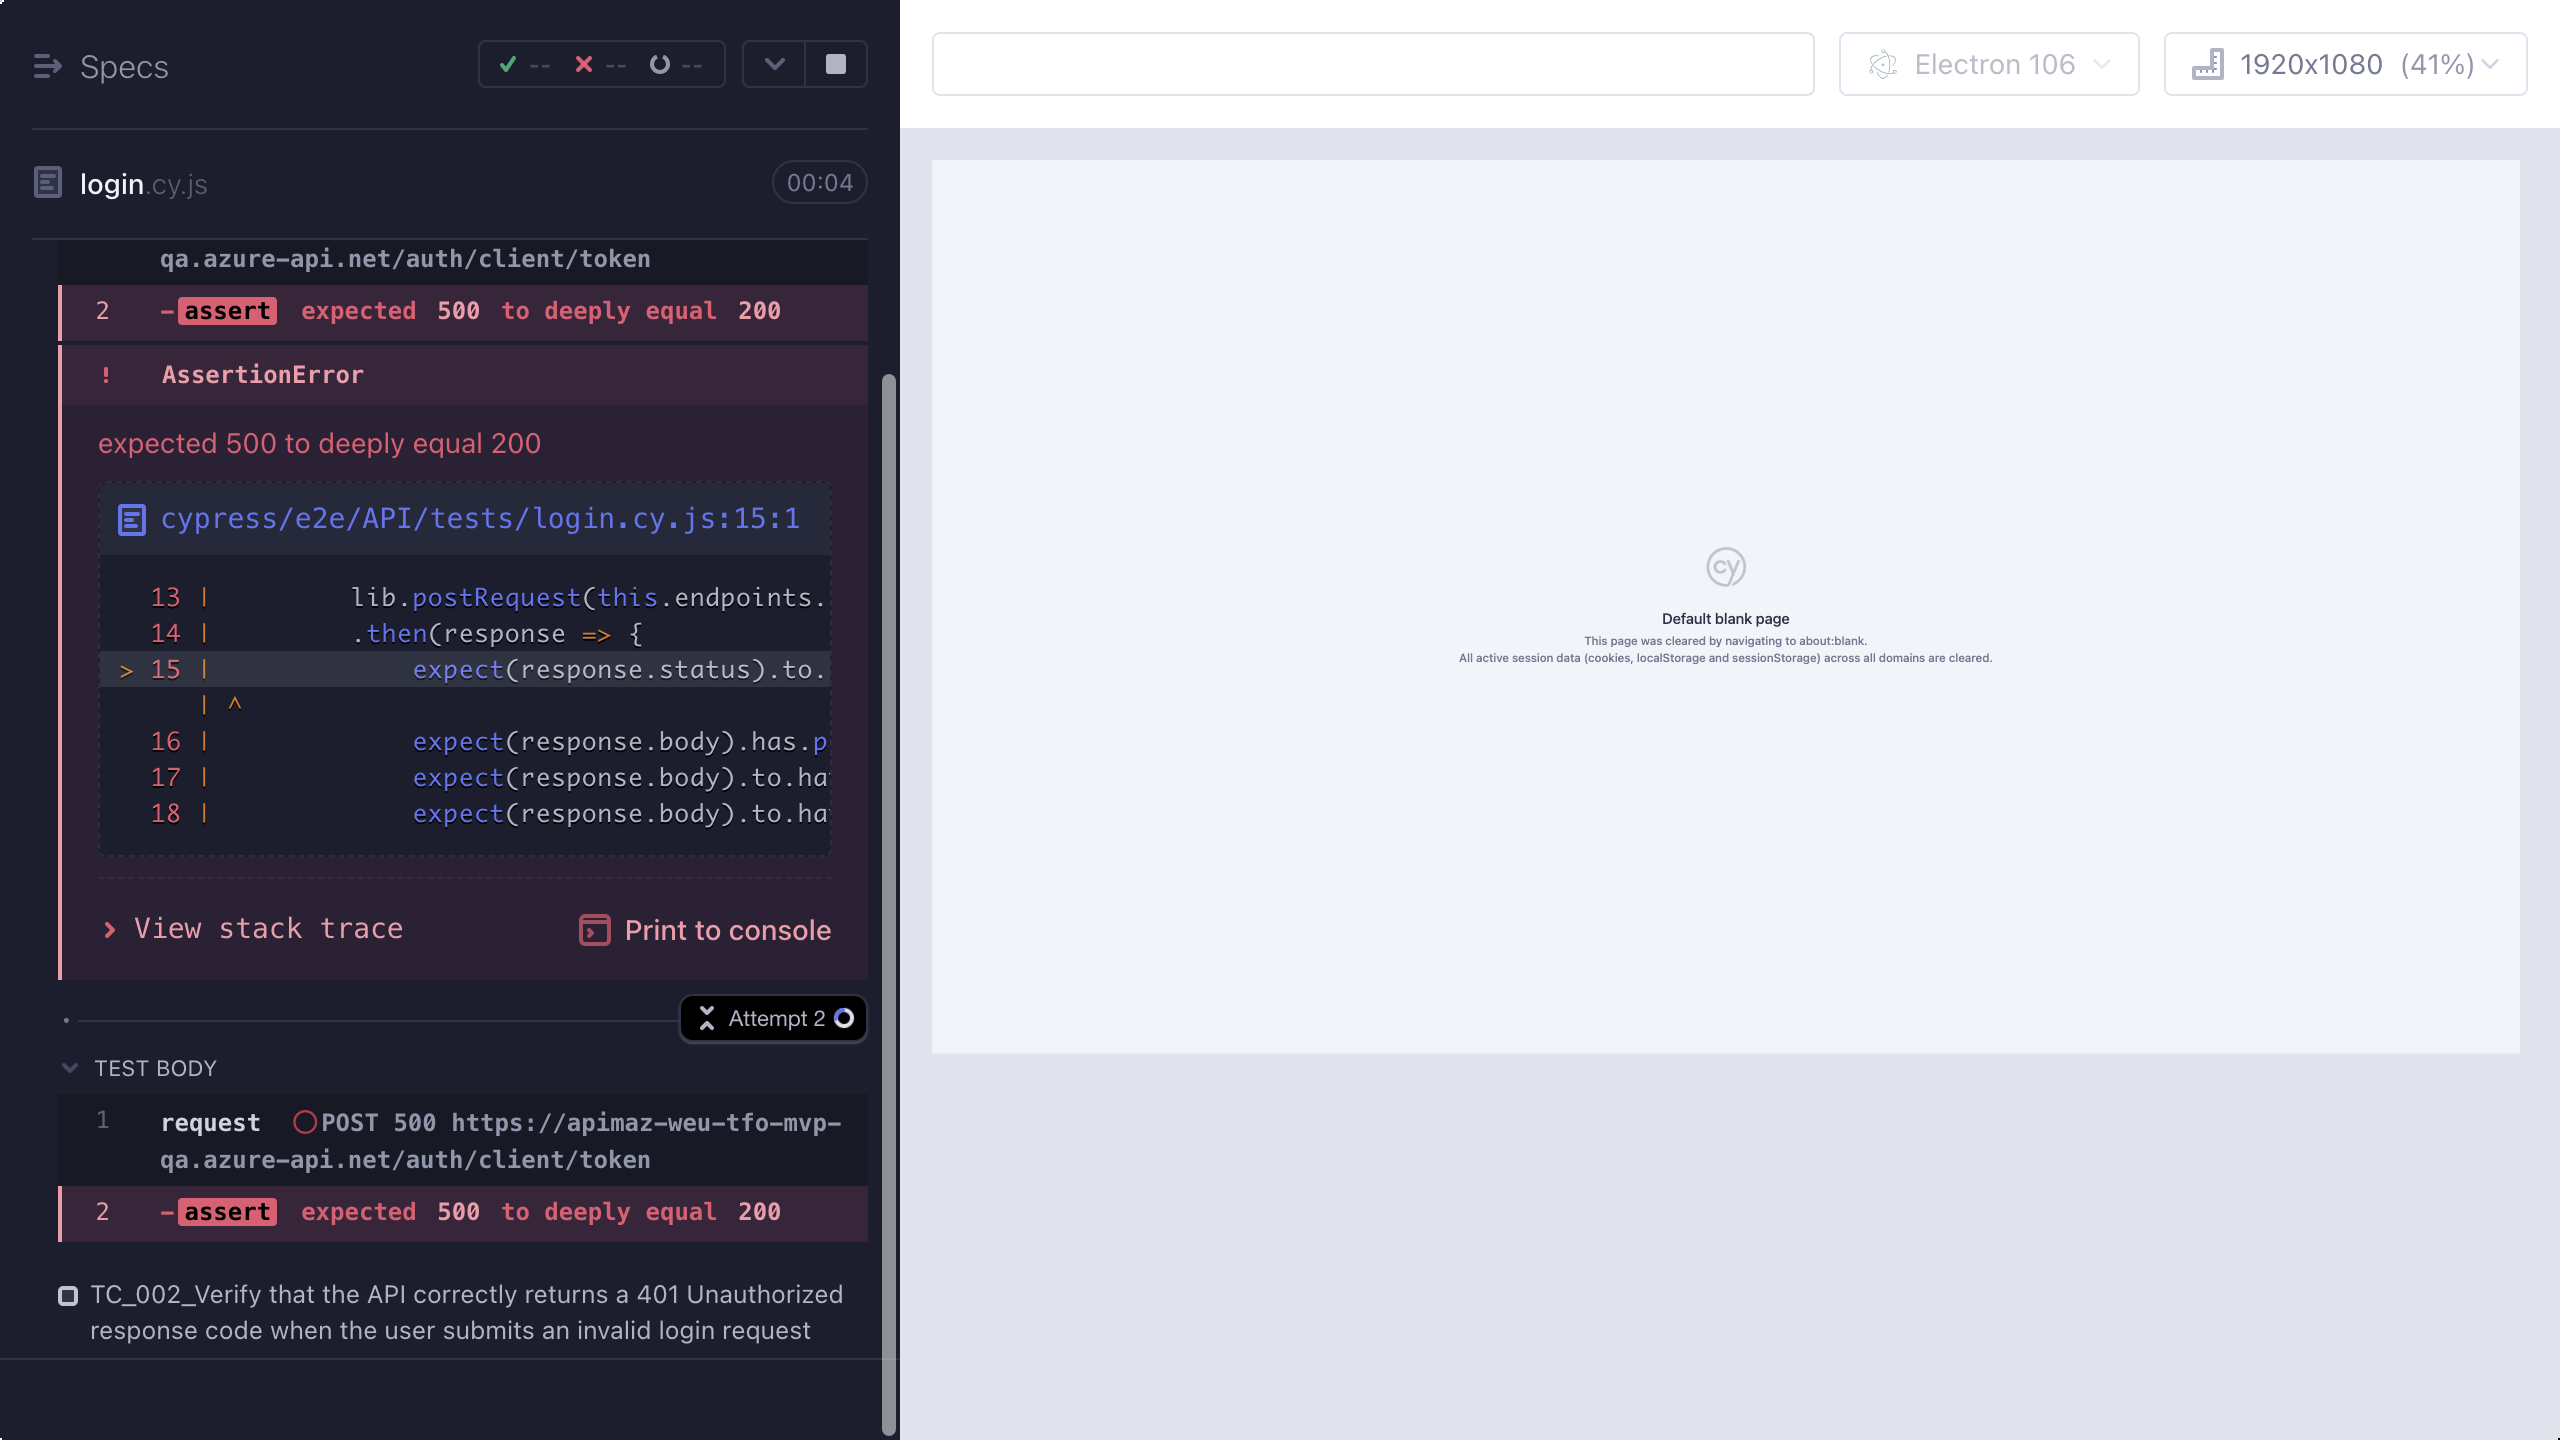 Specs
-- -- --
login.cy.js
00:04
qa.azure-api.net/auth/client/token
2 -assert expected 500 to deeply equal 200
! AssertionError
expected 500 to deeply equal 200
cypress/e2e/API/tests/login.cy.js:15:1
13 | lib.postRequest(this.endpoints.
14 | .then(response => {
> 15 | expect(response.status).to.
| ^
16 | expect(response.body).has.p
17 | expect(response.body).to.ha
18 | expect(response.body).to.ha
View stack trace
Print to console
Attempt 2
TEST BODY
1 request POST 500 https://apimaz-weu-tfo-mvp-
qa.azure-api.net/auth/client/token
2 -assert expected 500 to deeply equal 200
TC_002_Verify that the API correctly returns a 401 Unauthorized
response code when the user submits an invalid login request
Electron 106
1920x1080 (41%)
cy
Default blank page
This page was cleared by navigating to about:blank.
All active session data (cookies, localStorage and sessionStorage) across all domains are cleared.